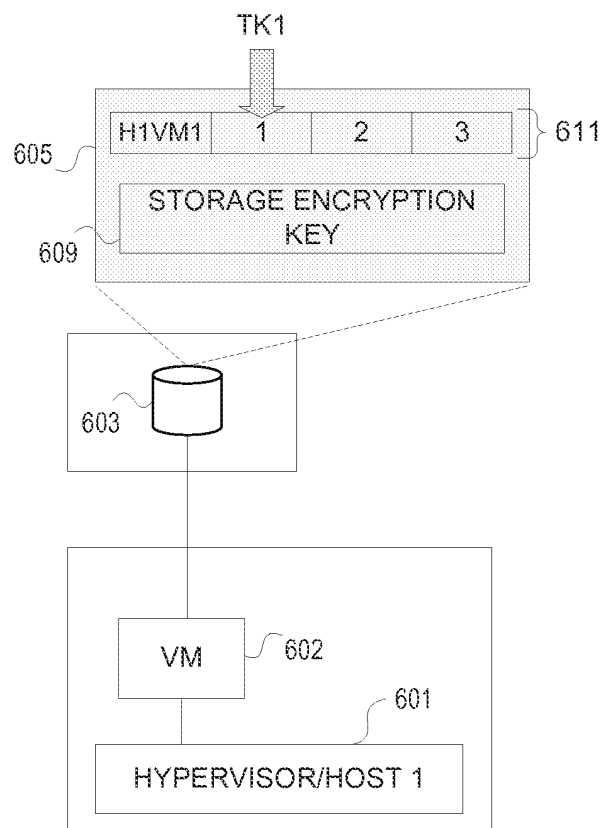 TK1
H1VM1 1 2 3
611
605
STORAGE ENCRYPTION
KEY
609
603
VM
602
601
HYPERVISOR/HOST 1